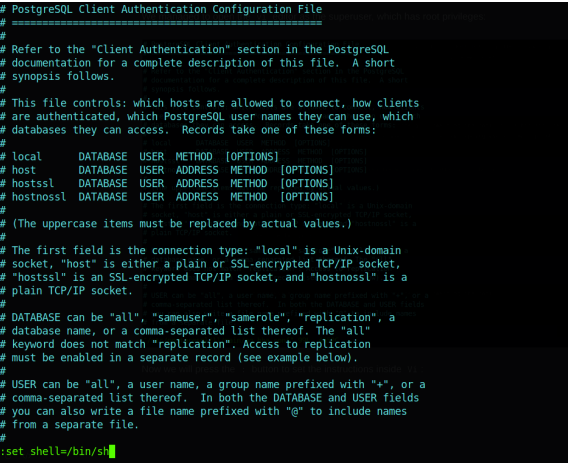 # PostgreSQL Client Authentication Configuration File
# ===================================================
#
# Refer to the "Client Authentication" section in the PostgreSQL
# documentation for a complete description of this file.  A short
# synopsis follows.
#
# This file controls: which hosts are allowed to connect, how clients
# are authenticated, which PostgreSQL user names they can use, which
# databases they can access.  Records take one of these forms:
#
# local      DATABASE  USER  METHOD  [OPTIONS]
# host       DATABASE  USER  ADDRESS  METHOD  [OPTIONS]
# hostssl    DATABASE  USER  ADDRESS  METHOD  [OPTIONS]
# hostnossl  DATABASE  USER  ADDRESS  METHOD  [OPTIONS]
#
# (The uppercase items must be replaced by actual values.)
#
# The first field is the connection type: "local" is a Unix-domain
# socket, "host" is either a plain or SSL-encrypted TCP/IP socket,
# "hostssl" is an SSL-encrypted TCP/IP socket, and "hostnossl" is a
# plain TCP/IP socket.
#
# DATABASE can be "all", "sameuser", "samerole", "replication", a
# database name, or a comma-separated list thereof. The "all"
# keyword does not match "replication". Access to replication
# must be enabled in a separate record (see example below).
#
# USER can be "all", a user name, a group name prefixed with "+", or a
# comma-separated list thereof.  In both the DATABASE and USER fields
# you can also write a file name prefixed with "@" to include names
# from a separate file.
#
:set shell=/bin/sh